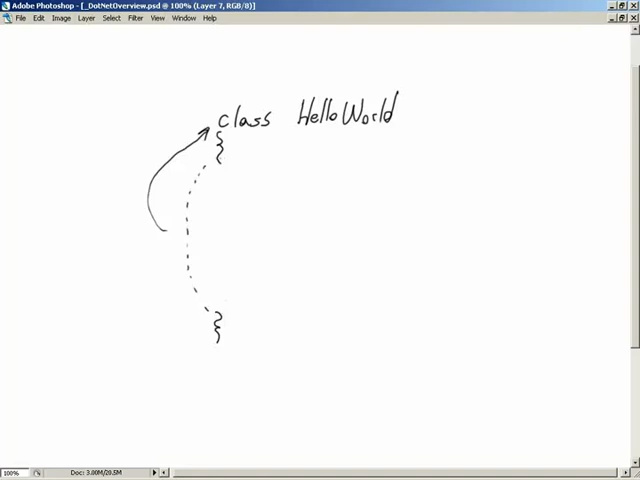 Adobe Photoshop - [_DotNetOverview.psd @ 100% (Layer 7, RGB/8)]
File Edit Image Layer Select Filter View Window Help
class HelloWorld
{
}
100% Doc: 3.00M/20.5M